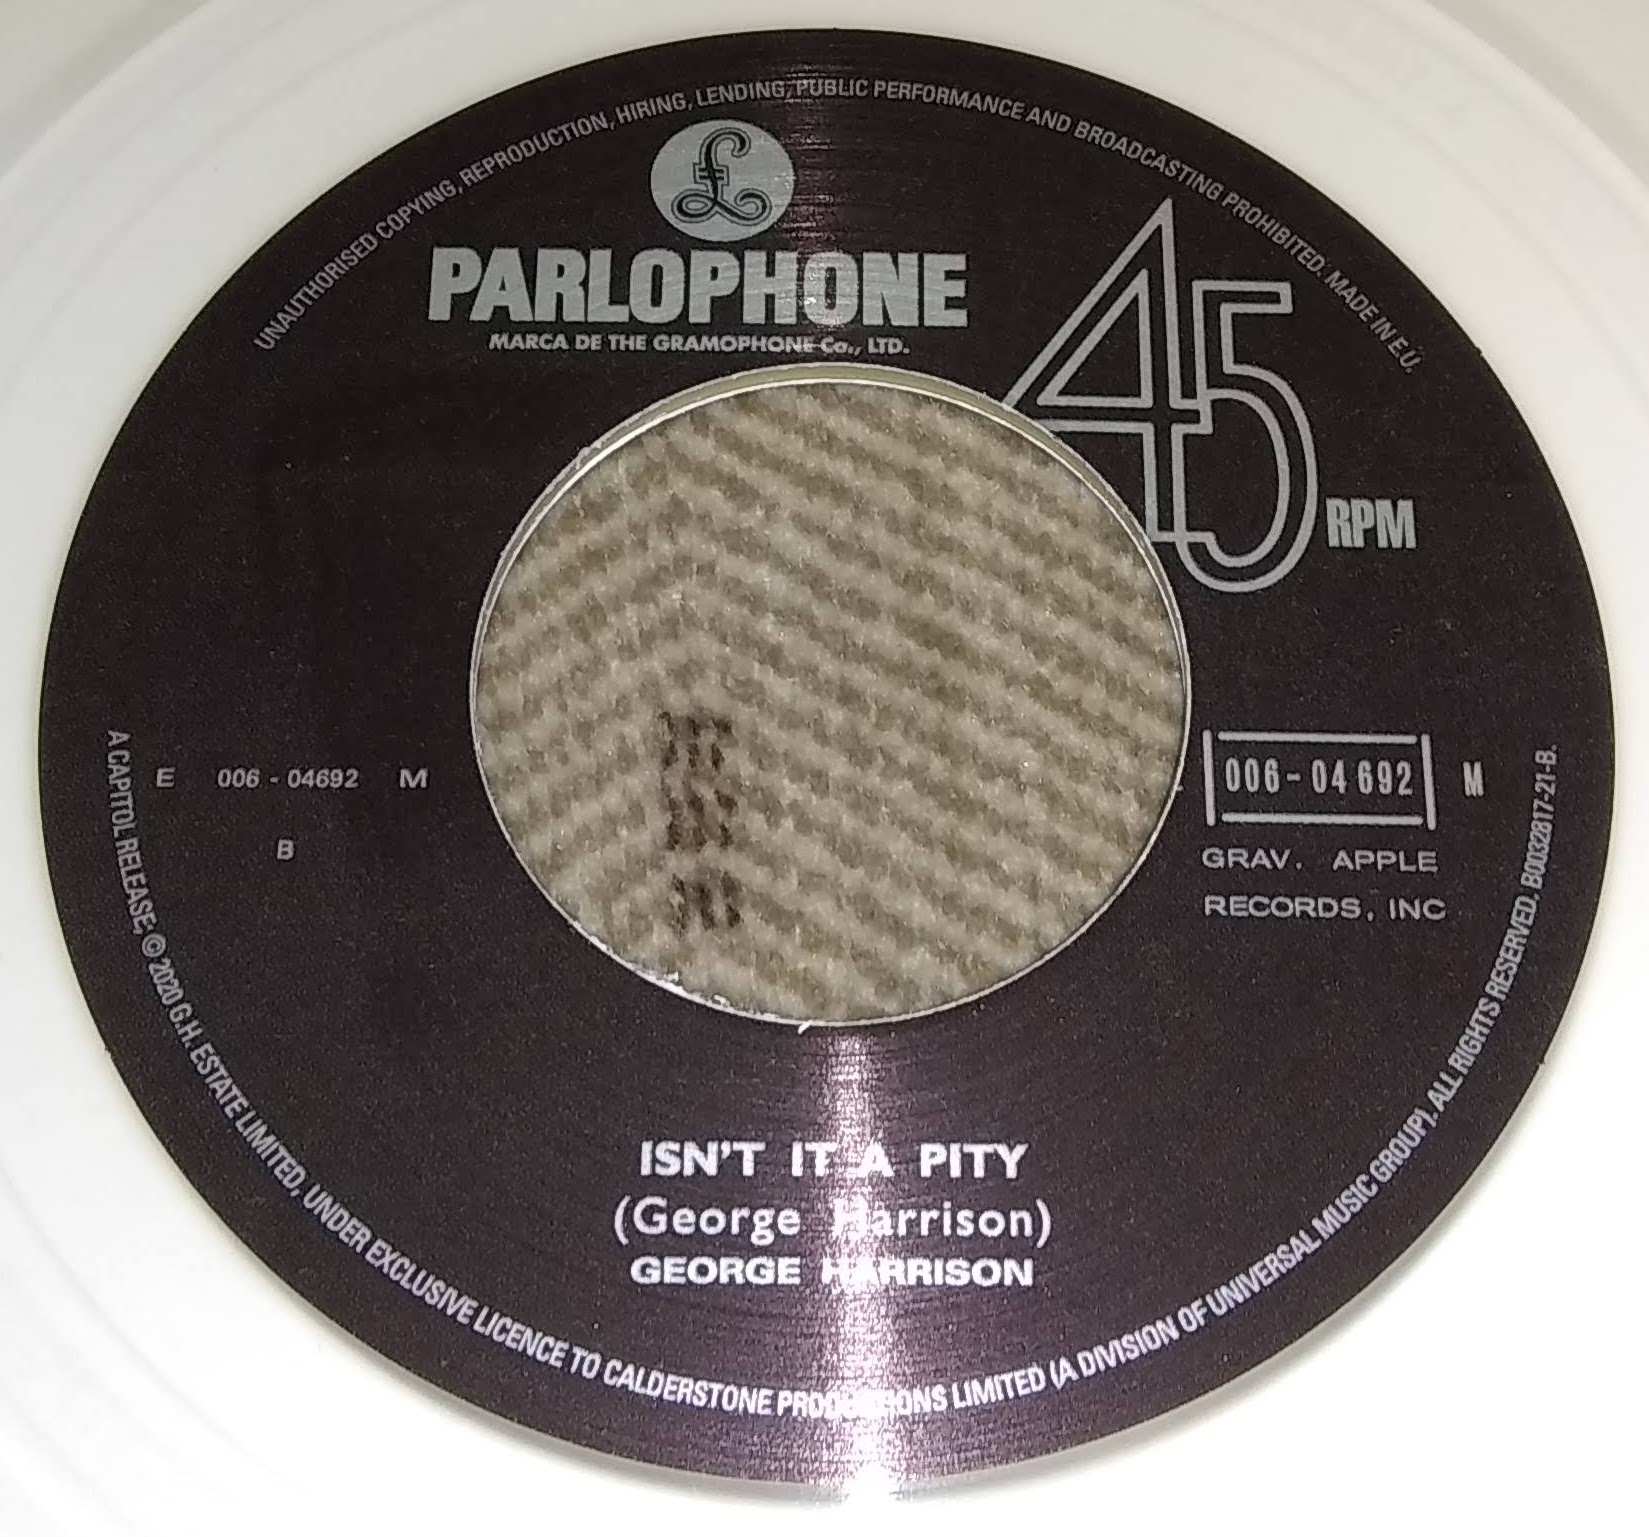 UNAUTHORISED COPYING, REPRODUCTION, HIRING, LENDING, PUBLIC PERFORMANCE AND BROADCASTING PROHIBITED. MADE IN E.U.
£
PARLOPHONE
MARCA DE THE GRAMOPHONE Co., LTD.
45 RPM
E 006 - 04692 M
B
006 - 04 692 M
GRAV. APPLE
RECORDS, INC
ISN'T IT A PITY
(George Harrison)
GEORGE HARRISON
A CAPITOL RELEASE; © 2020 G.H. ESTATE LIMITED, UNDER EXCLUSIVE LICENCE TO CALDERSTONE PRODUCTIONS LIMITED (A DIVISION OF UNIVERSAL MUSIC GROUP). ALL RIGHTS RESERVED. B0032817-21-B.